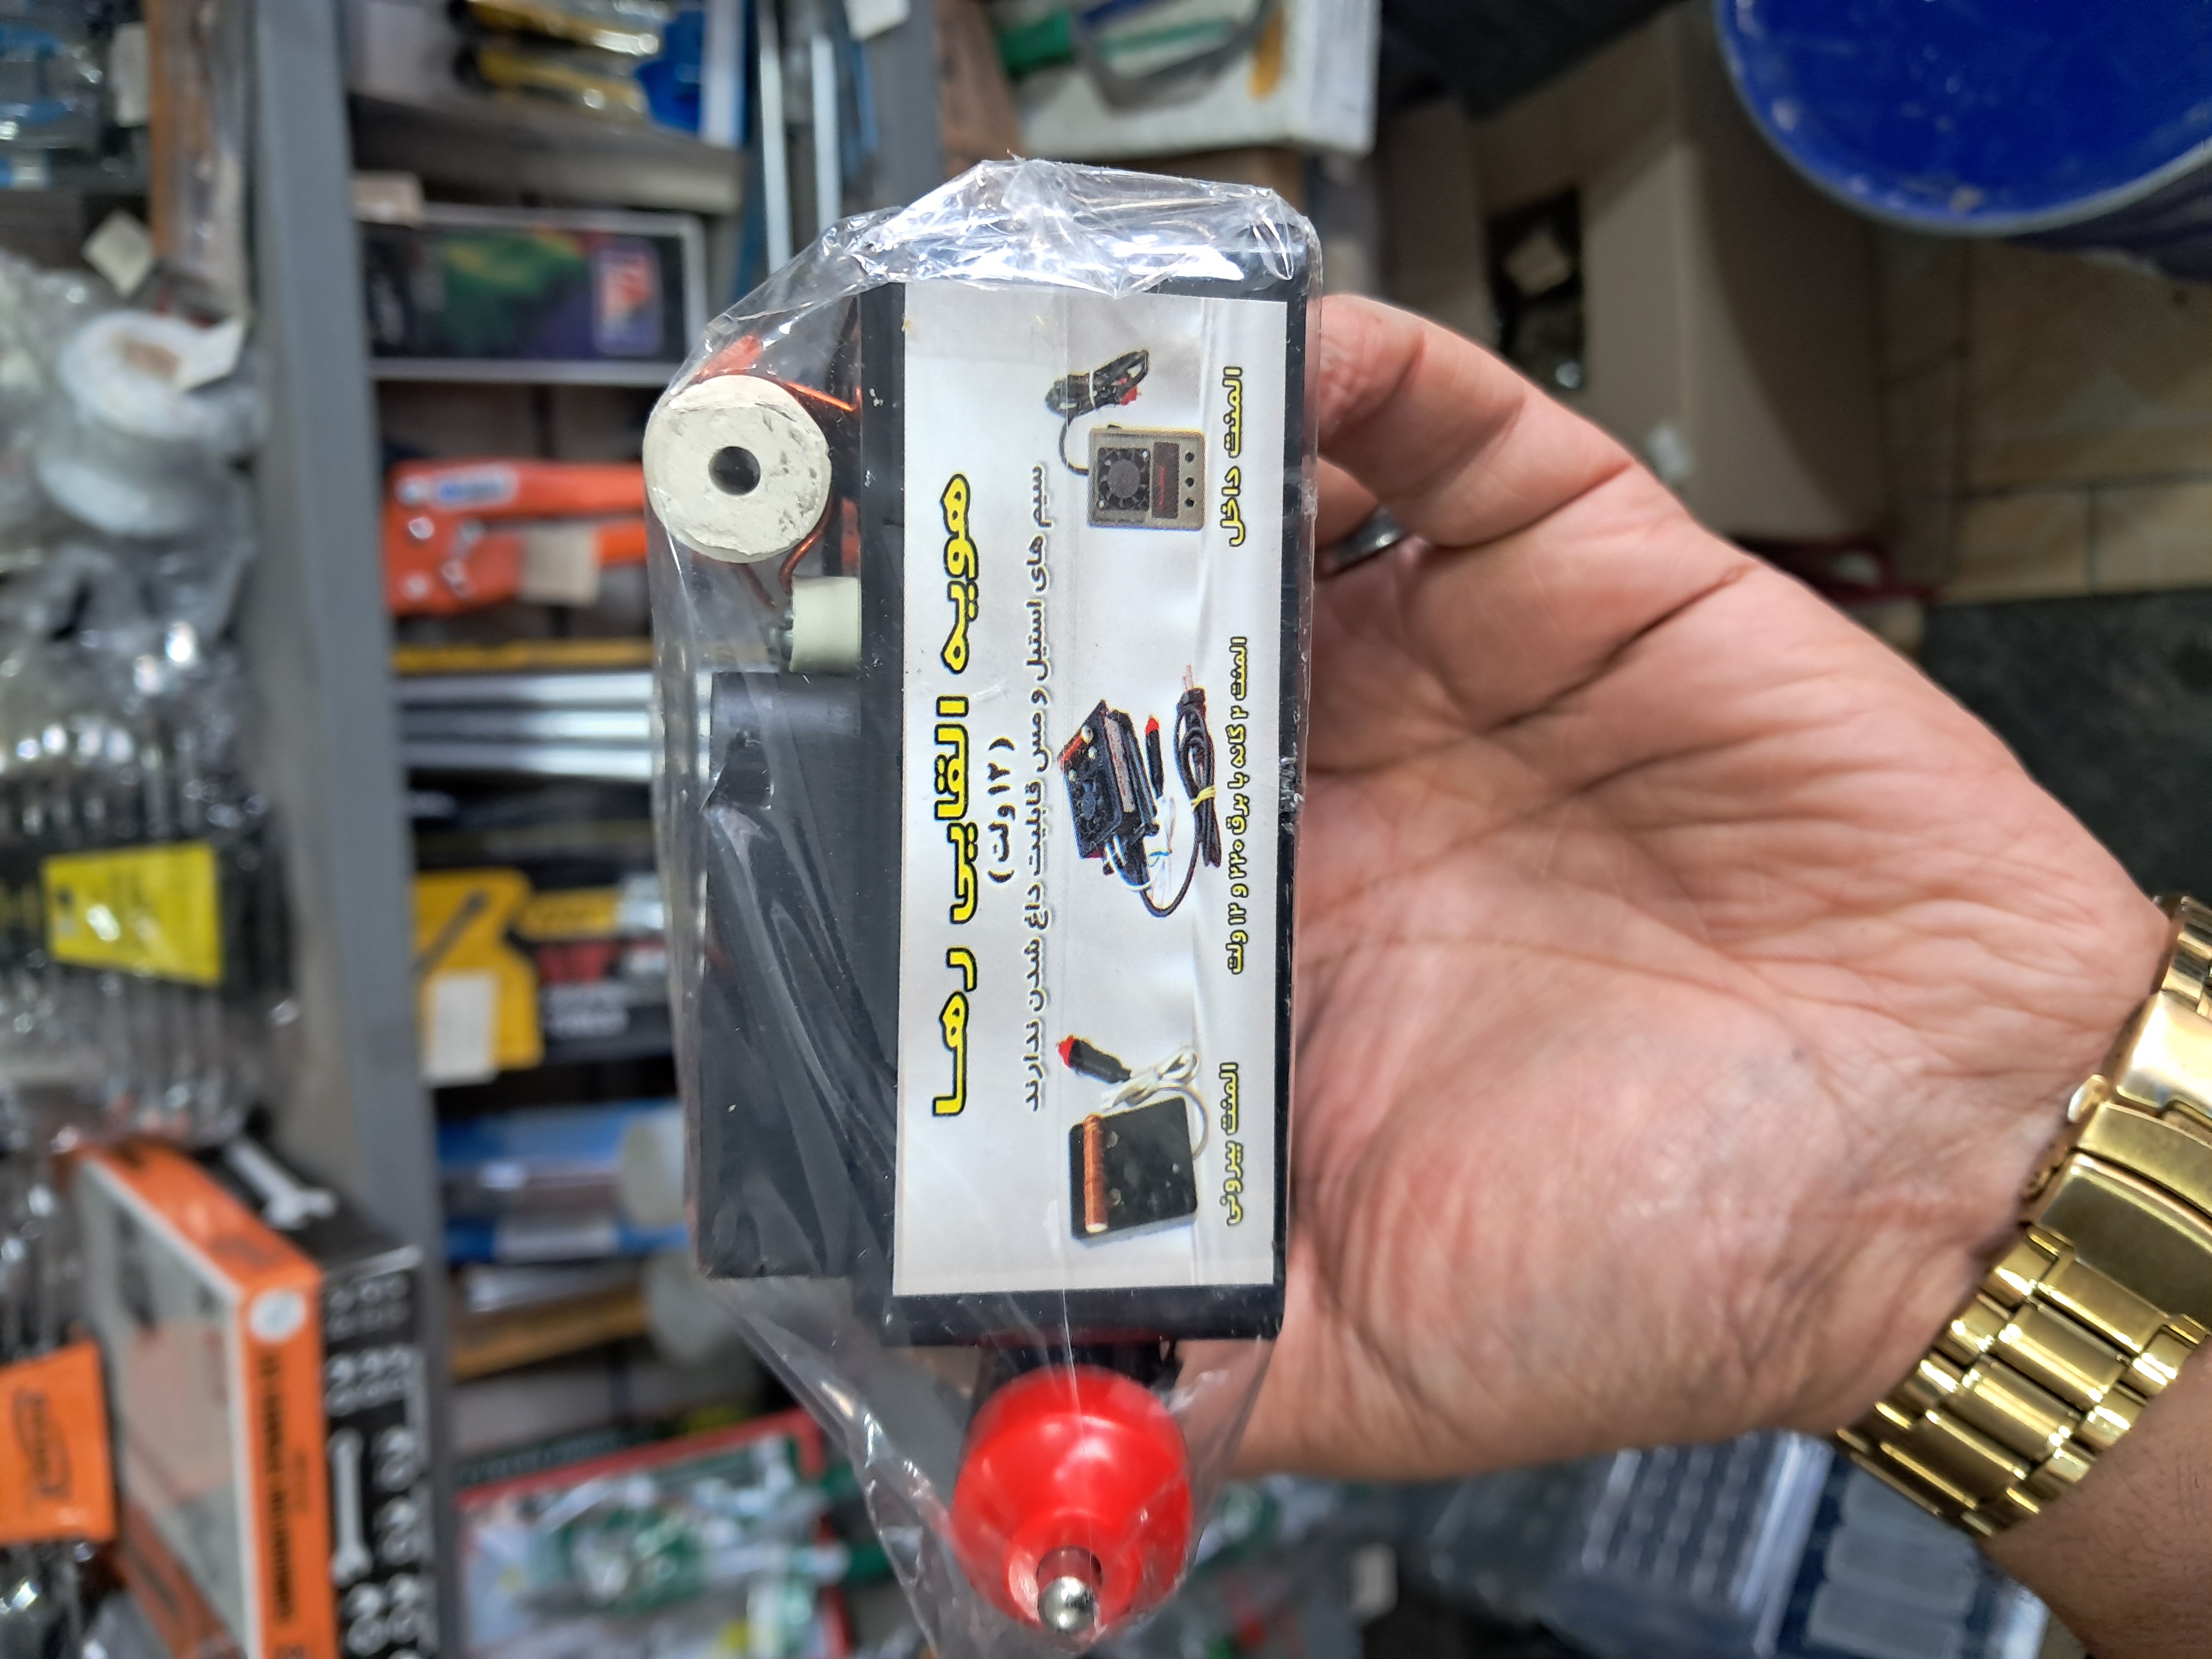 هویه القایی رها
(۱۲ ولت)
سیم های استیل و مس قابلیت داغ شدن ندارند
المنت بیرونی
المنت ۲ گانه با برق ۲۲۰ و ۱۲ ولت
المنت داخل